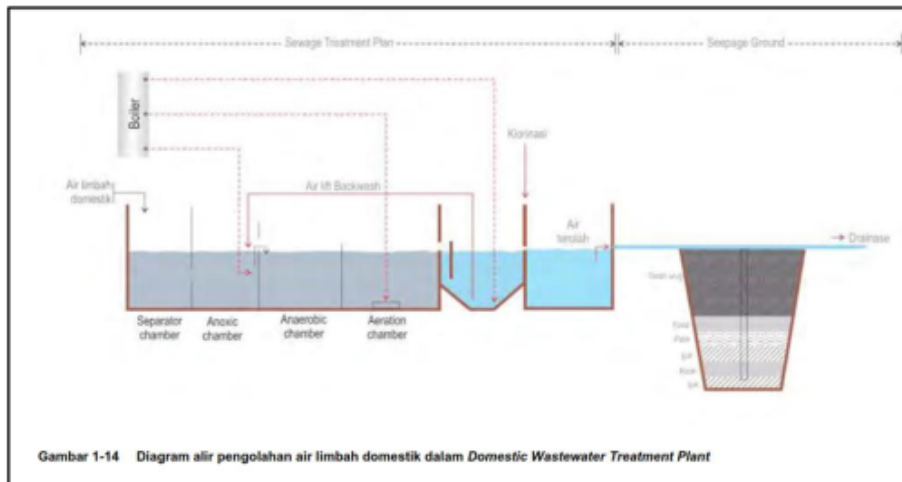 Sewage Treatment Plan
Seepage Ground
Boiler
Klorinasi
Air limbah
domestik
Air lift Backwash
Air
terolah
Drainase
Separator
chamber
Anoxic
chamber
Anaerobic
chamber
Aeration
chamber
Gambar 1-14 Diagram alir pengolahan air limbah domestik dalam Domestic Wastewater Treatment Plant